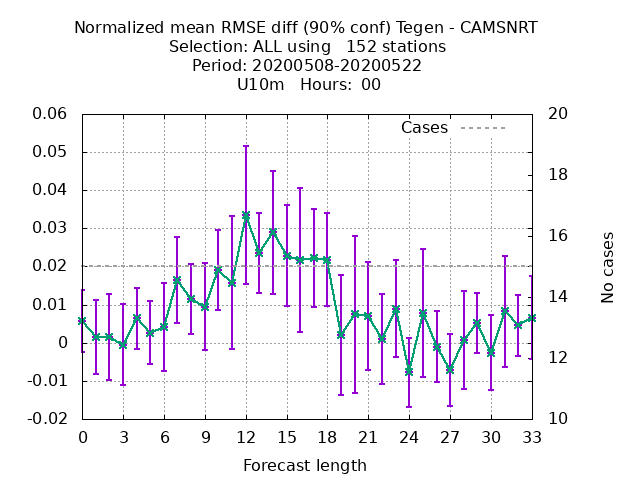 Normalized mean RMSE diff (90% conf) Tegen - CAMSNRT
Selection: ALL using   152 stations
Period: 20200508-20200522
U10m   Hours:  00
Cases
0.06
0.05
0.04
0.03
0.02
0.01
0
-0.01
-0.02
20
18
16
14
12
10
No cases
0 3 6 9 12 15 18 21 24 27 30 33
Forecast length